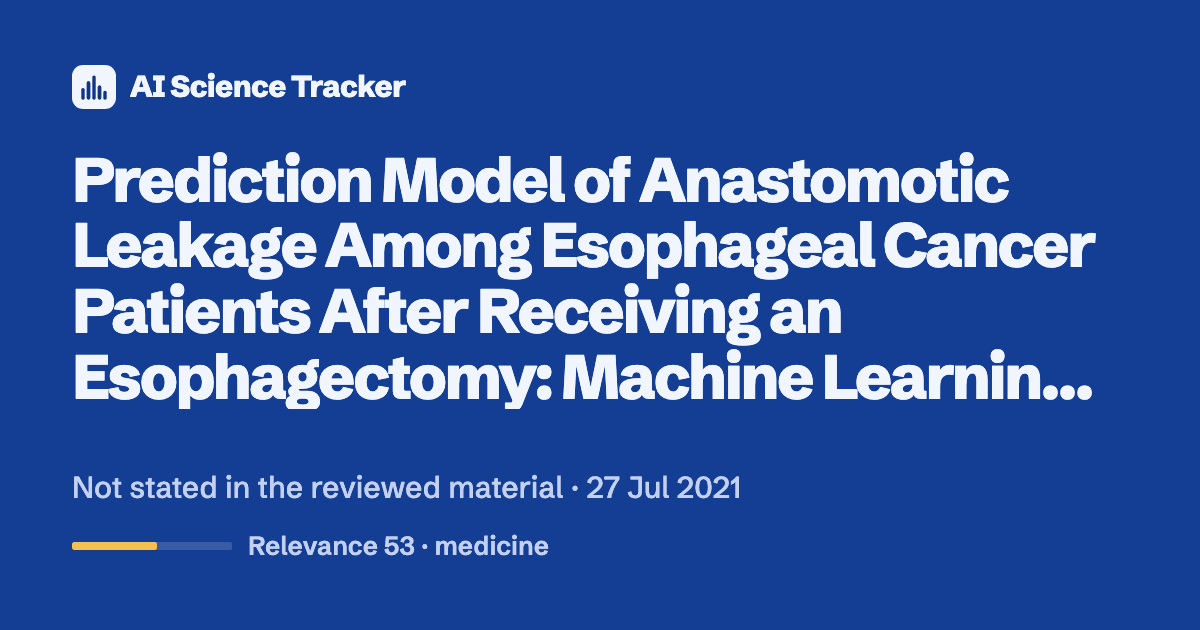 AI Science Tracker
Prediction Model of Anastomotic
Leakage Among Esophageal Cancer
Patients After Receiving an
Esophagectomy: Machine Learnin...
Not stated in the reviewed material · 27 Jul 2021
Relevance 53 · medicine